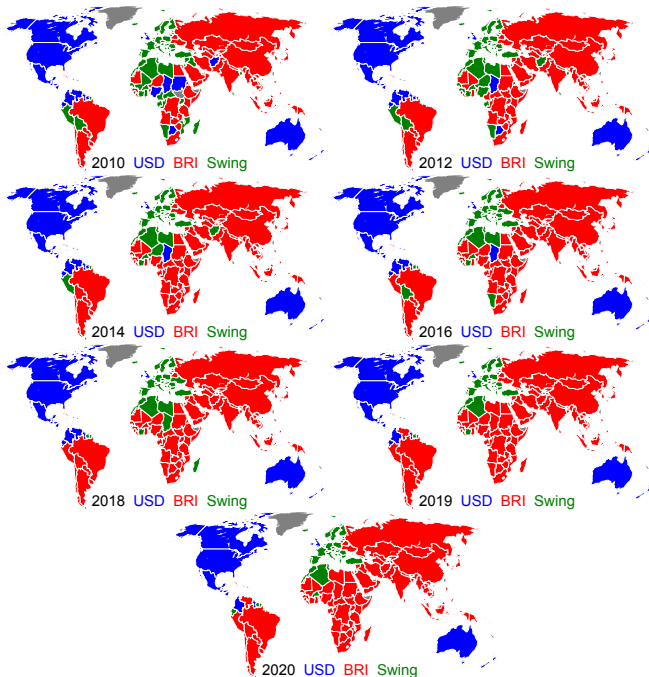 2010 USD BRI Swing
2012 USD BRI Swing
2014 USD BRI Swing
2016 USD BRI Swing
2018 USD BRI Swing
2019 USD BRI Swing
2020 USD BRI Swing